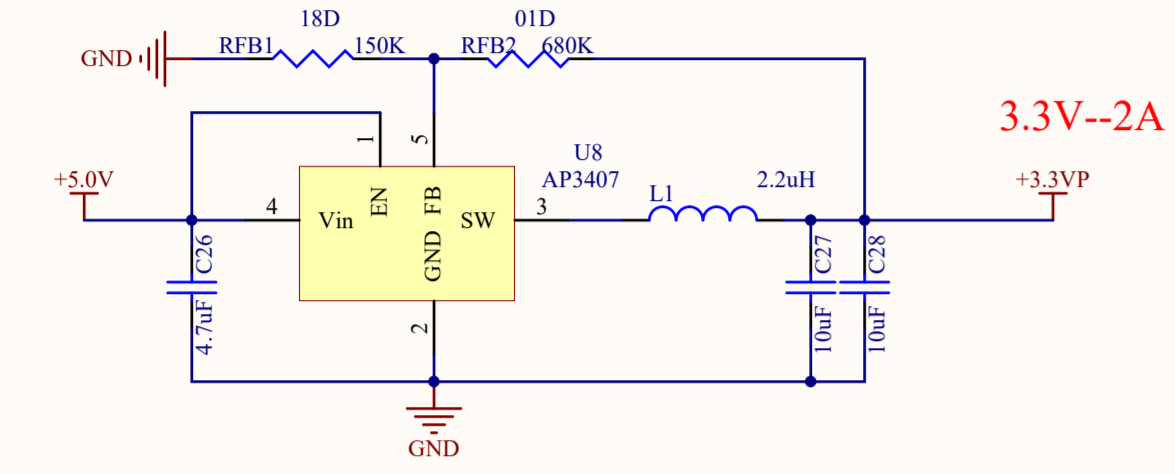 18D
01D
RFB1
150K
RFB2
680K
GND
3.3V--2A
1
5
U8
AP3407
+5.0V
4
Vin
EN
FB
SW
3
L1
2.2uH
+3.3VP
GND
C26
4.7uF
C27
10uF
C28
10uF
2
GND